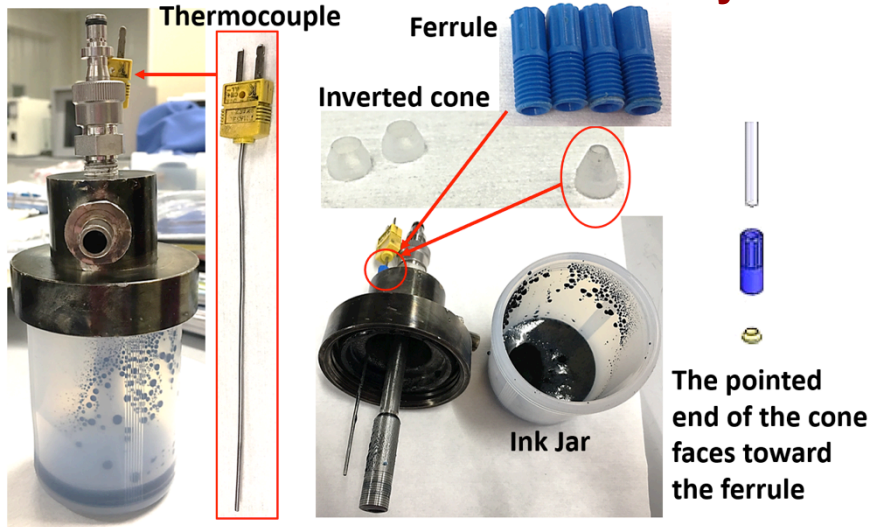 Thermocouple
Ferrule
Inverted cone
Ink Jar
The pointed
end of the cone
faces toward
the ferrule